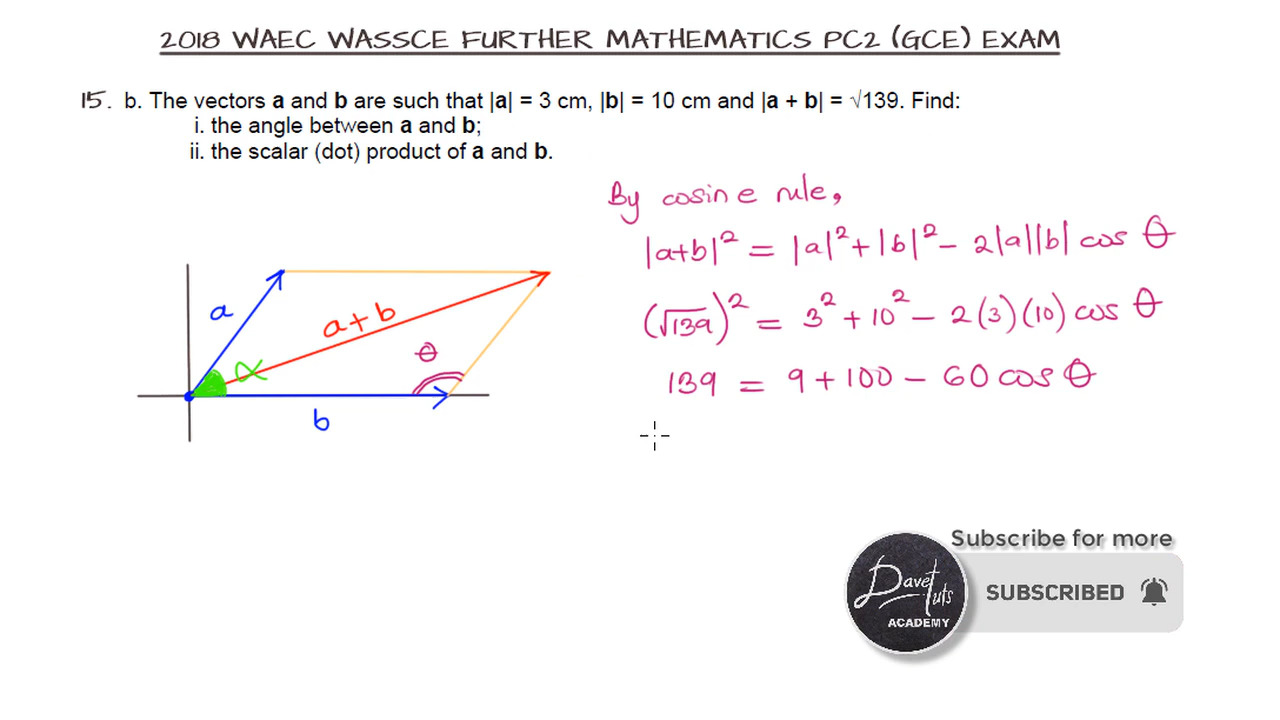 2018 WAEC WASSCE FURTHER MATHEMATICS PC2 (GCE) EXAM
15. b. The vectors a and b are such that |a| = 3 cm, |b| = 10 cm and |a + b| = √139. Find:
i. the angle between a and b;
ii. the scalar (dot) product of a and b.
By cosine rule,
|a+b|² = |a|² + |b|² - 2|a||b| cos θ
(√139)² = 3² + 10² - 2(3)(10) cos θ
139 = 9 + 100 - 60 cos θ
a
a+b
α
θ
b
Subscribe for more
SUBSCRIBED
Dave Tuts
ACADEMY